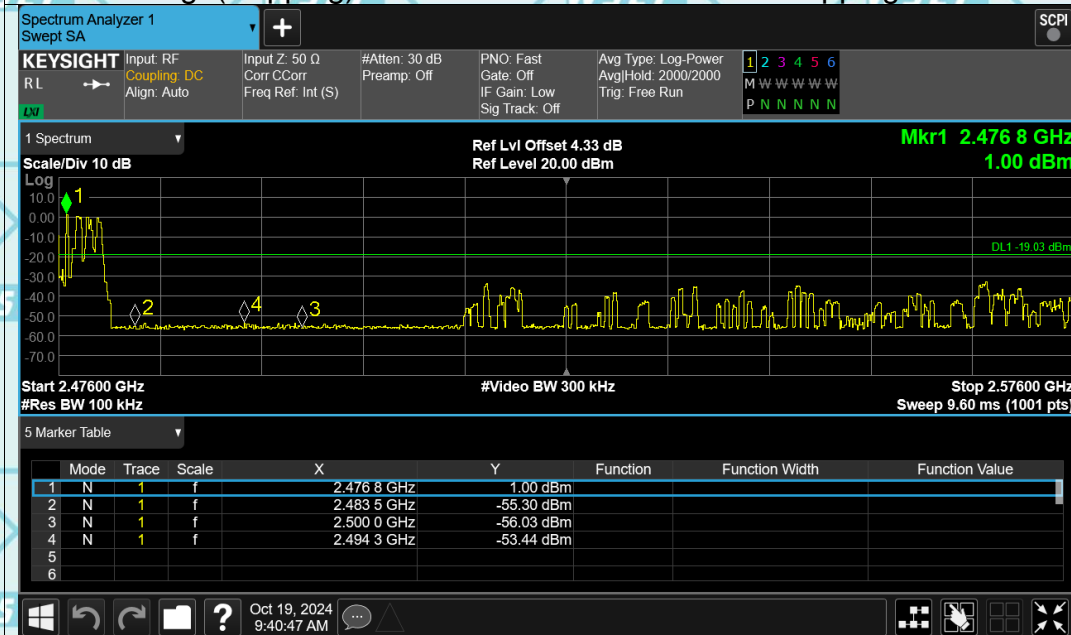 Spectrum Analyzer 1
Swept SA
+
SCPI
KEYSIGHT
R L
LXI
Input: RF
Coupling: DC
Align: Auto
Input Z: 50 Ω
Corr CCorr
Freq Ref: Int (S)
#Atten: 30 dB
Preamp: Off
PNO: Fast
Gate: Off
IF Gain: Low
Sig Track: Off
Avg Type: Log-Power
Avg|Hold: 2000/2000
Trig: Free Run
1 2 3 4 5 6
M W W W W W
P N N N N N
1 Spectrum
Scale/Div 10 dB
Ref Lvl Offset 4.33 dB
Ref Level 20.00 dBm
Mkr1 2.476 8 GHz
1.00 dBm
Log
10.0
0.00
-10.0
-20.0
-30.0
-40.0
-50.0
-60.0
-70.0
1
2
4
3
DL1 -19.03 dBm
Start 2.47600 GHz
#Video BW 300 kHz
Stop 2.57600 GHz
#Res BW 100 kHz
Sweep 9.60 ms (1001 pts)
5 Marker Table
Mode Trace Scale X Y Function Function Width Function Value
1 N 1 f 2.476 8 GHz 1.00 dBm
2 N 1 f 2.483 5 GHz -55.30 dBm
3 N 1 f 2.500 0 GHz -56.03 dBm
4 N 1 f 2.494 3 GHz -53.44 dBm
5
6
?
Oct 19, 2024
9:40:47 AM